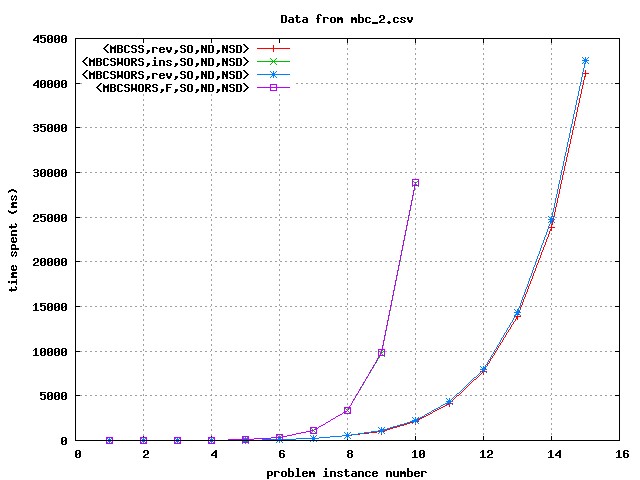 Data from mbc_2.csv
<MBCSS,rev,SO,ND,NSD>
<MBCSWORS,ins,SO,ND,NSD>
<MBCSWORS,rev,SO,ND,NSD>
<MBCSWORS,F,SO,ND,NSD>
45000
40000
35000
30000
25000
20000
15000
10000
5000
0
time spent (ms)
0 2 4 6 8 10 12 14 16
problem instance number